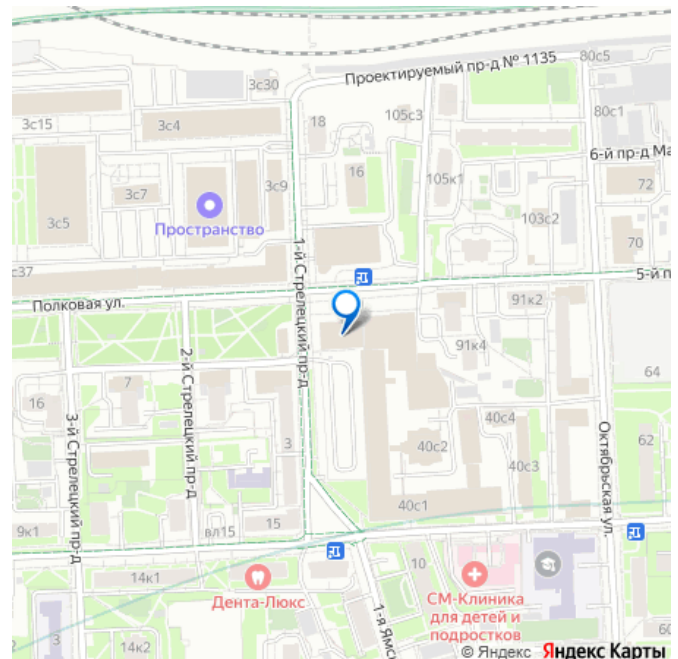 80с5
Проектируемый пр-д № 1135
3с30
105с3
80с1
3с15
3с4
18
6-й пр-д Ма
16
105к1
3с9
3с7
72
103с2
3с5
Пространство
70
с37
1-й Стрелецкий пр-д
5-й п
91к2
Полковая ул.
91к4
64
2-й Стрелецкий пр-д
7
16
3-й Стрелецкий пр-д
40с4
Октябрьская ул.
3
62
40с2
40с3
40с1
15
9к1
вл15
14к1
10
Дента-Люкс
СМ-Клиника
для детей и
подростков
1-я Ямск
3
60
© Яндекс Яндекс Карты